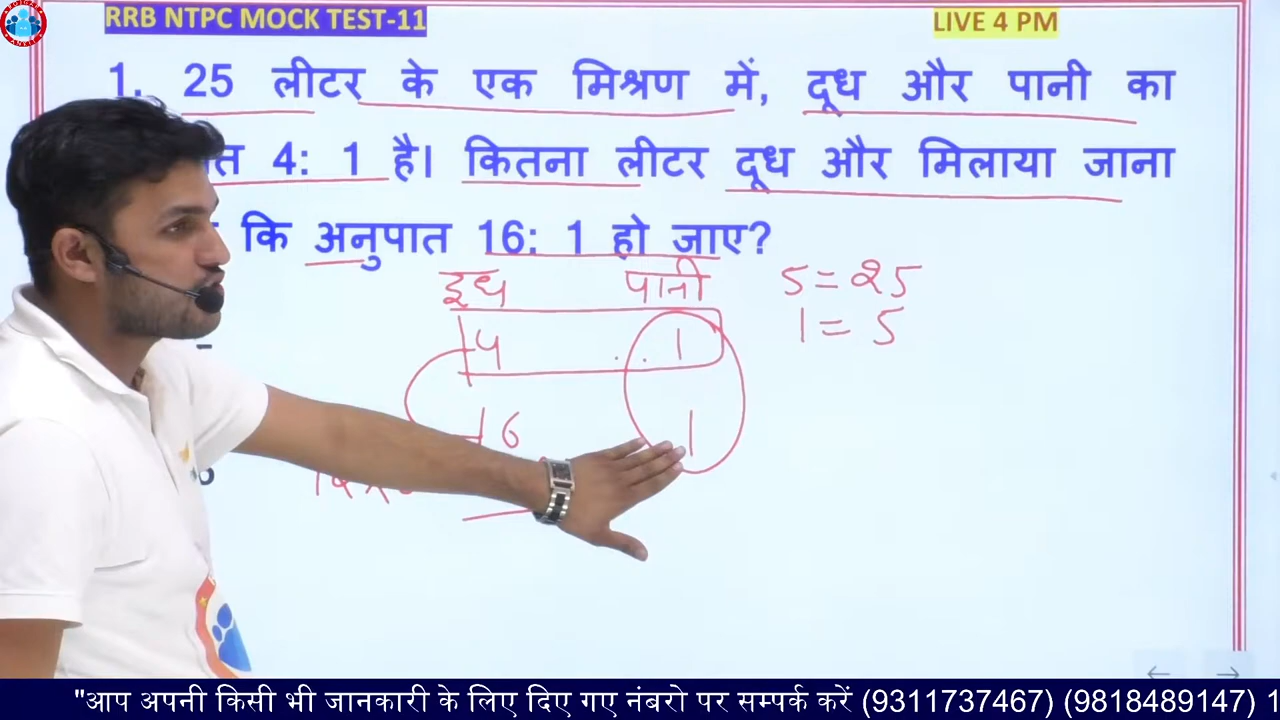 RRB NTPC MOCK TEST-11
LIVE 4 PM
1. 25 लीटर के एक मिश्रण में, दूध और पानी का
4: 1 है। कितना लीटर दूध और मिलाया जाना
कि अनुपात 16: 1 हो जाए?
दूध पानी 5=25
1=5
4 1
16 1
"आप अपनी किसी भी जानकारी के लिए दिए गए नंबरो पर सम्पर्क करें (9311737467) (9818489147) 1